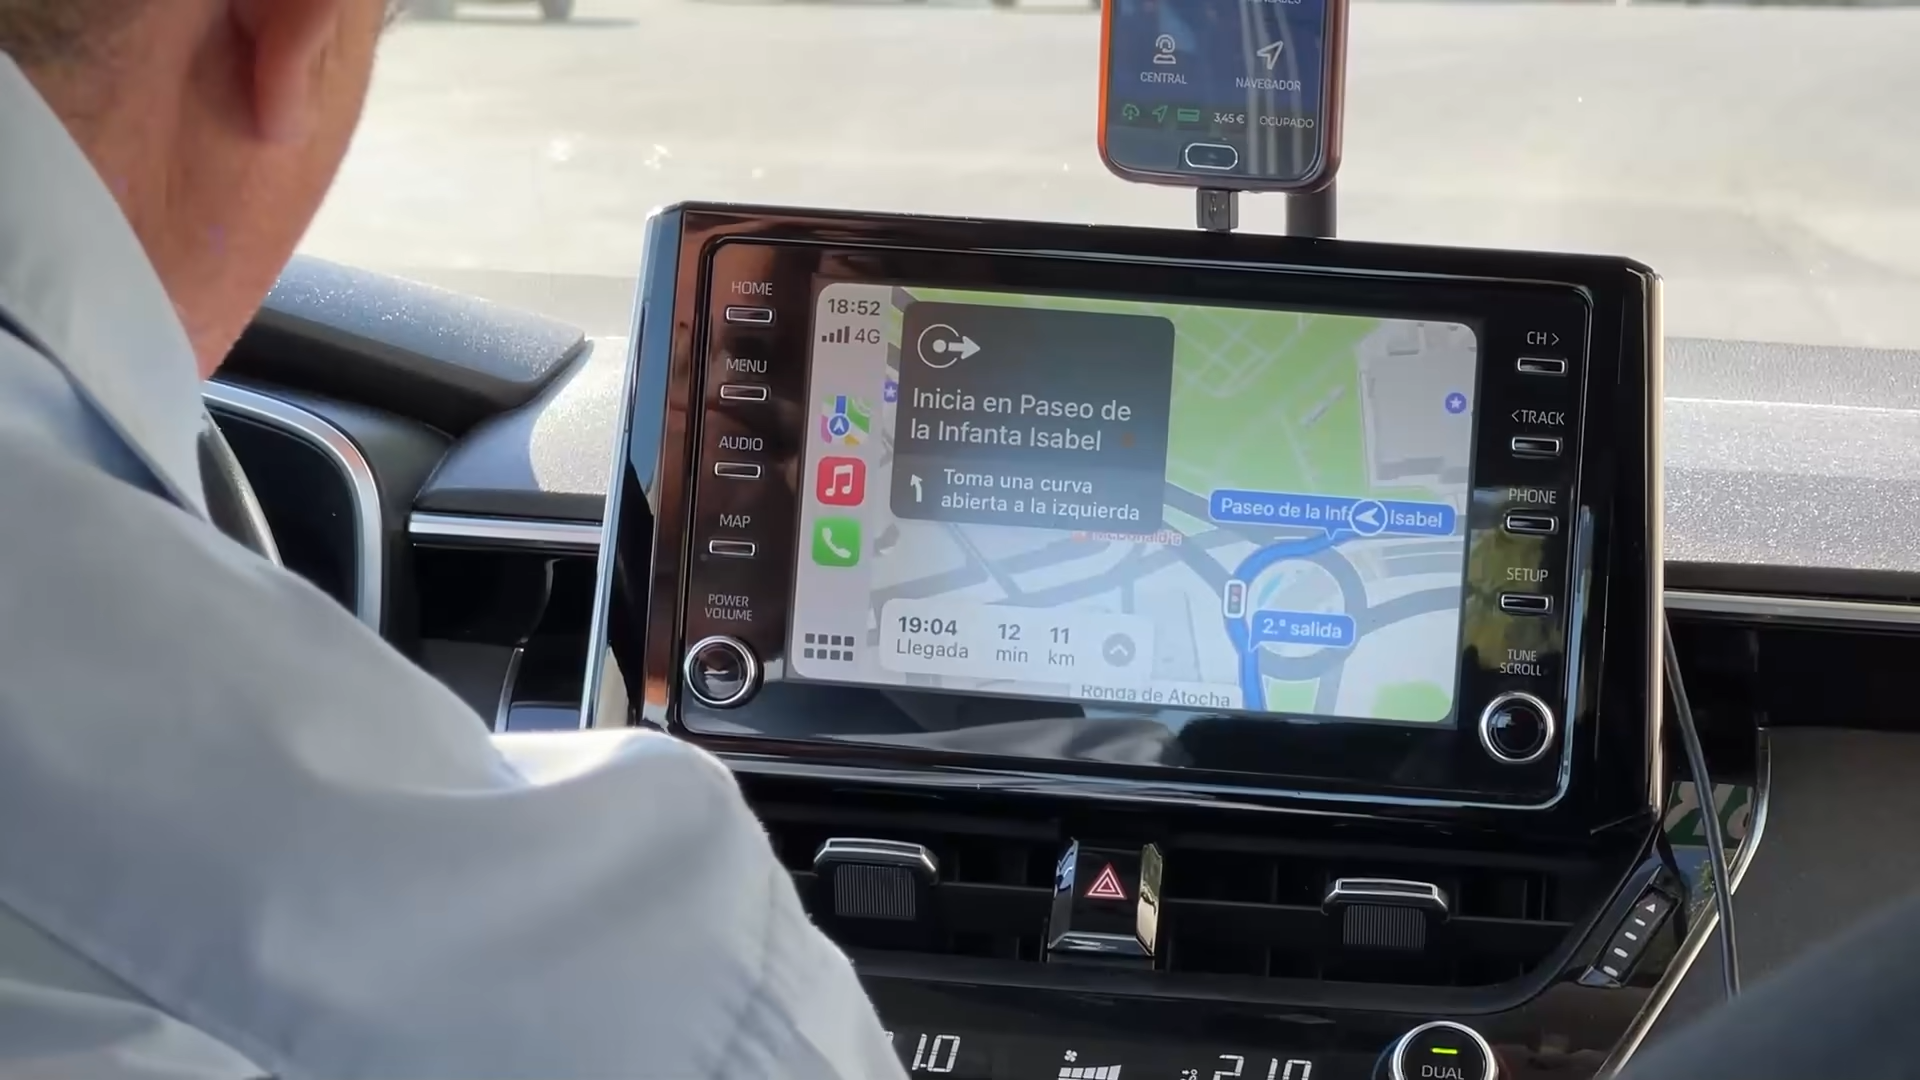 CENTRAL
NAVEGADOR
3,45 €
OCUPADO
HOME
MENU
AUDIO
MAP
POWER
VOLUME
18:52
4G
Inicia en Paseo de
la Infanta Isabel
Toma una curva
abierta a la izquierda
McDonald's
Paseo de la Inf
Isabel
2.ª salida
19:04
Llegada
12
min
11
km
Ronda de Atocha
CH >
<TRACK
PHONE
SETUP
TUNE
SCROLL
DUAL